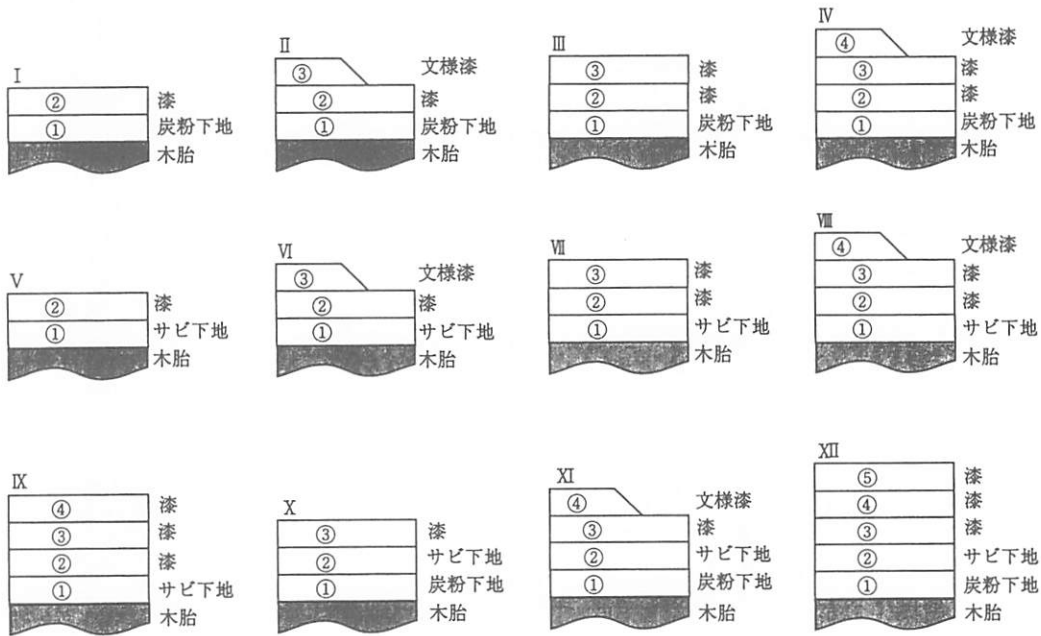 Ⅰ
② 漆
① 炭粉下地
木胎
Ⅱ
③ 文様漆
② 漆
① 炭粉下地
木胎
Ⅲ
③ 漆
② 漆
① 炭粉下地
木胎
Ⅳ
④ 文様漆
③ 漆
② 漆
① 炭粉下地
木胎
Ⅴ
② 漆
① サビ下地
木胎
Ⅵ
③ 文様漆
② 漆
① サビ下地
木胎
Ⅶ
③ 漆
② 漆
① サビ下地
木胎
Ⅷ
④ 文様漆
③ 漆
② 漆
① サビ下地
木胎
Ⅸ
④ 漆
③ 漆
② 漆
① サビ下地
木胎
Ⅹ
③ 漆
② サビ下地
① 炭粉下地
木胎
Ⅺ
④ 文様漆
③ 漆
② サビ下地
① 炭粉下地
木胎
Ⅻ
⑤ 漆
④ 漆
③ 漆
② サビ下地
① 炭粉下地
木胎